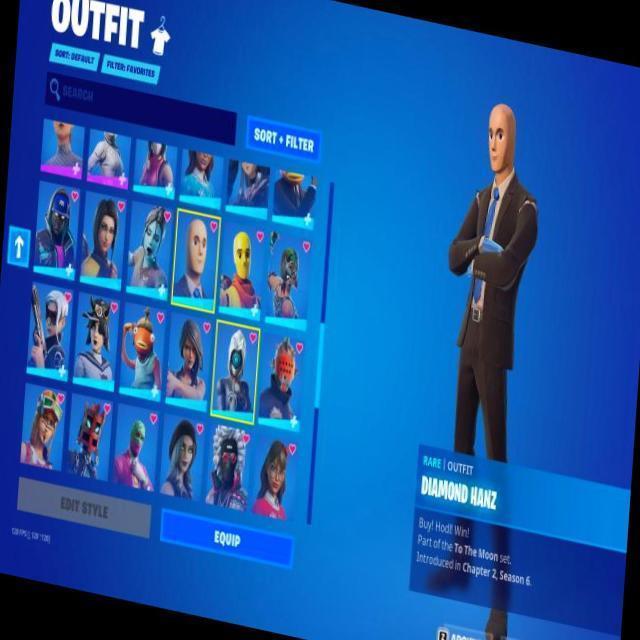 OUTFIT
SORT: DEFAULT
FILTER: FAVORITES
SEARCH
SORT + FILTER
EDIT STYLE
EQUIP
RARE | OUTFIT
DIAMOND HANZ
Buy! Hodl! Win!
Part of the To The Moon set.
Introduced in Chapter 2, Season 6.